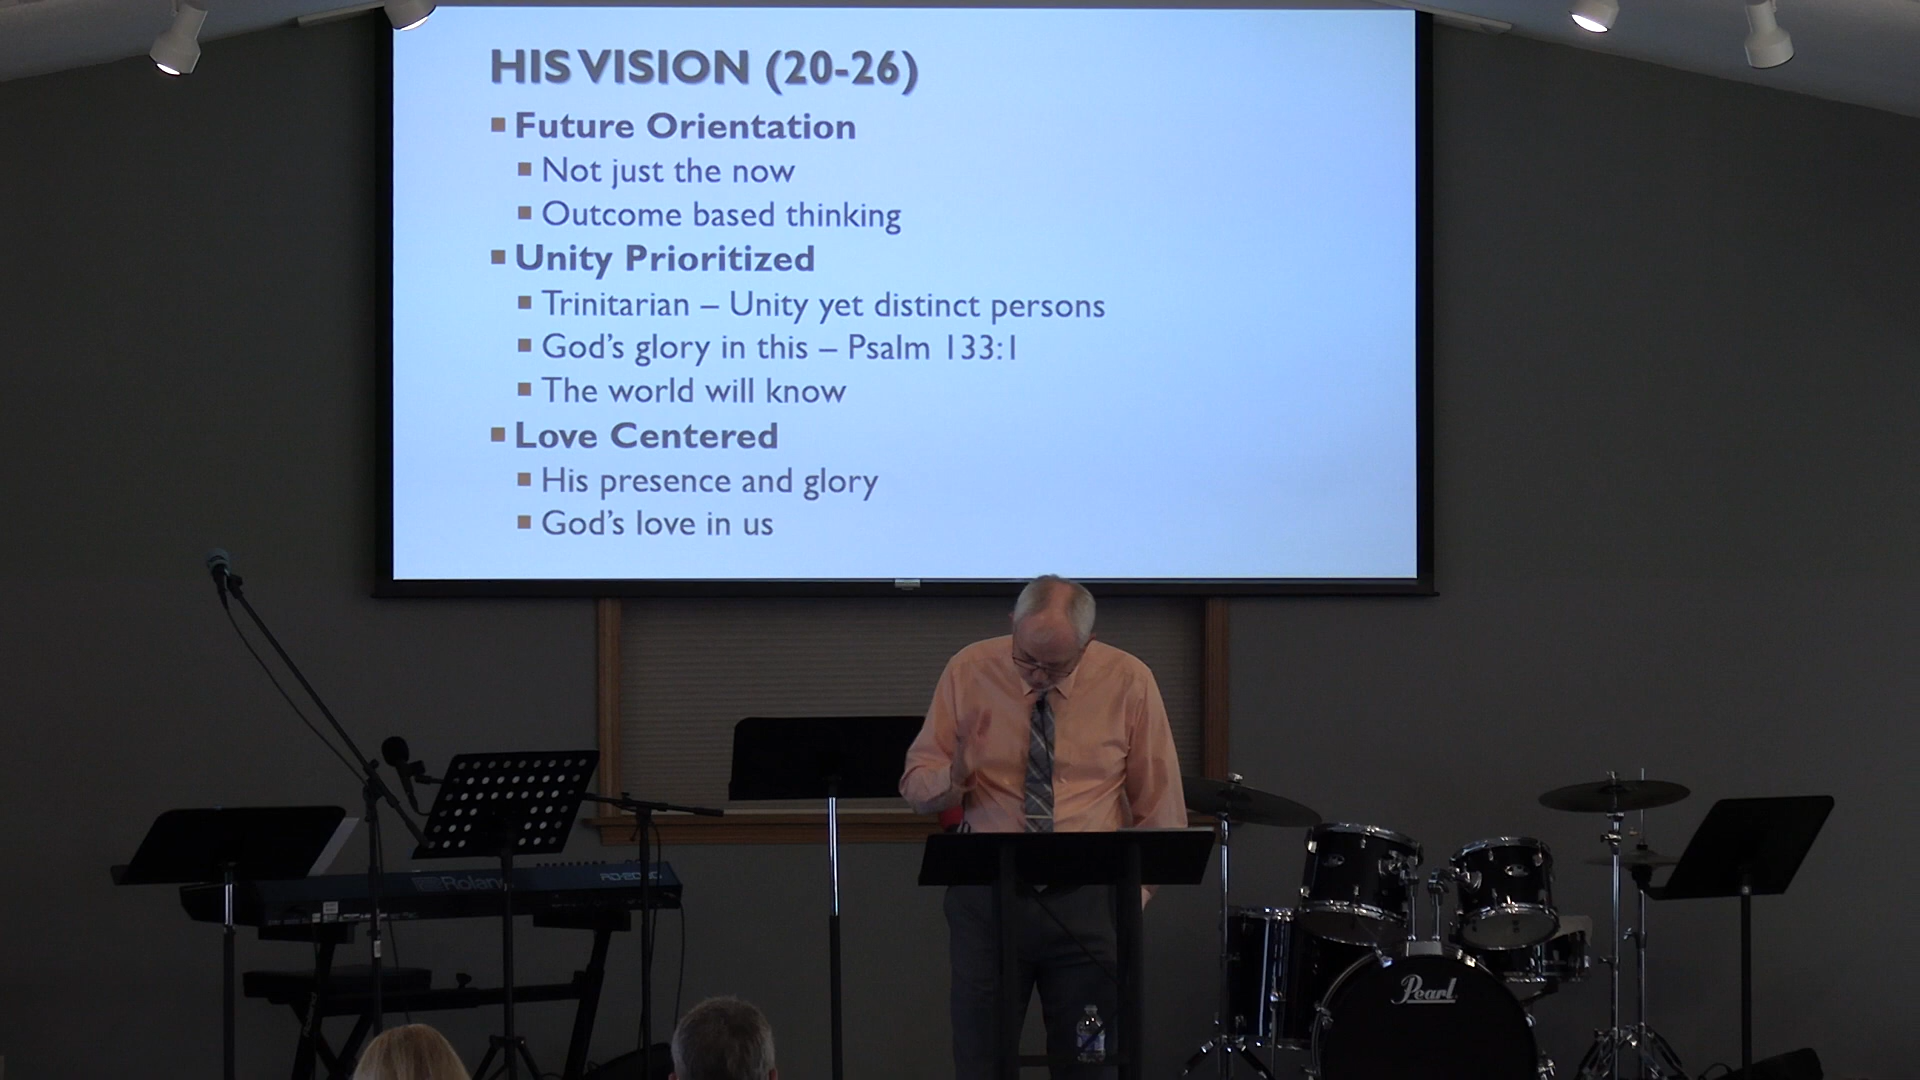 HIS VISION (20-26)
Future Orientation
Not just the now
Outcome based thinking
Unity Prioritized
Trinitarian – Unity yet distinct persons
God’s glory in this – Psalm 133:1
The world will know
Love Centered
His presence and glory
God’s love in us
Roland
Pearl